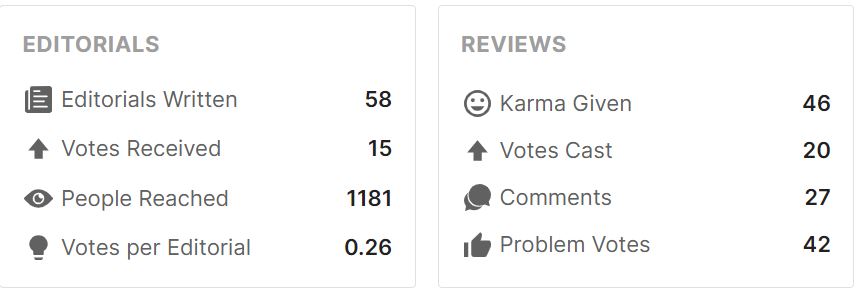 EDITORIALS
Editorials Written 58
Votes Received 15
People Reached 1181
Votes per Editorial 0.26
REVIEWS
Karma Given 46
Votes Cast 20
Comments 27
Problem Votes 42